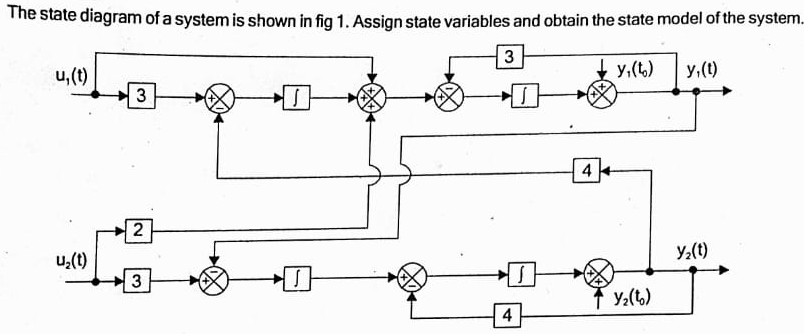 The state diagram of a system is shown in fig 1. Assign state variables and obtain the state model of the system.
3
u₁(t)
y₁(t₀)
y₁(t)
3
∫
∫
4
2
u₂(t)
y₂(t)
3
∫
∫
y₂(t₀)
4